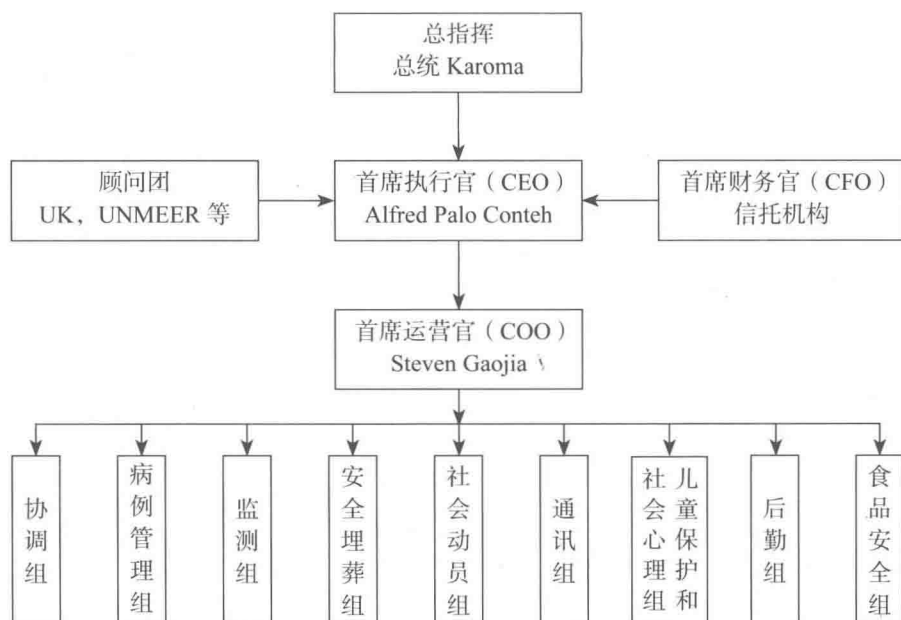 总指挥
总统 Karoma
顾问团
UK，UNMEER 等
首席执行官（CEO）
Alfred Palo Conteh
首席财务官（CFO）
信托机构
首席运营官（COO）
Steven Gaojia
协调组
病例管理组
监测组
安全埋葬组
社会动员组
通讯组
儿童保护和
社会心理组
后勤组
食品安全组